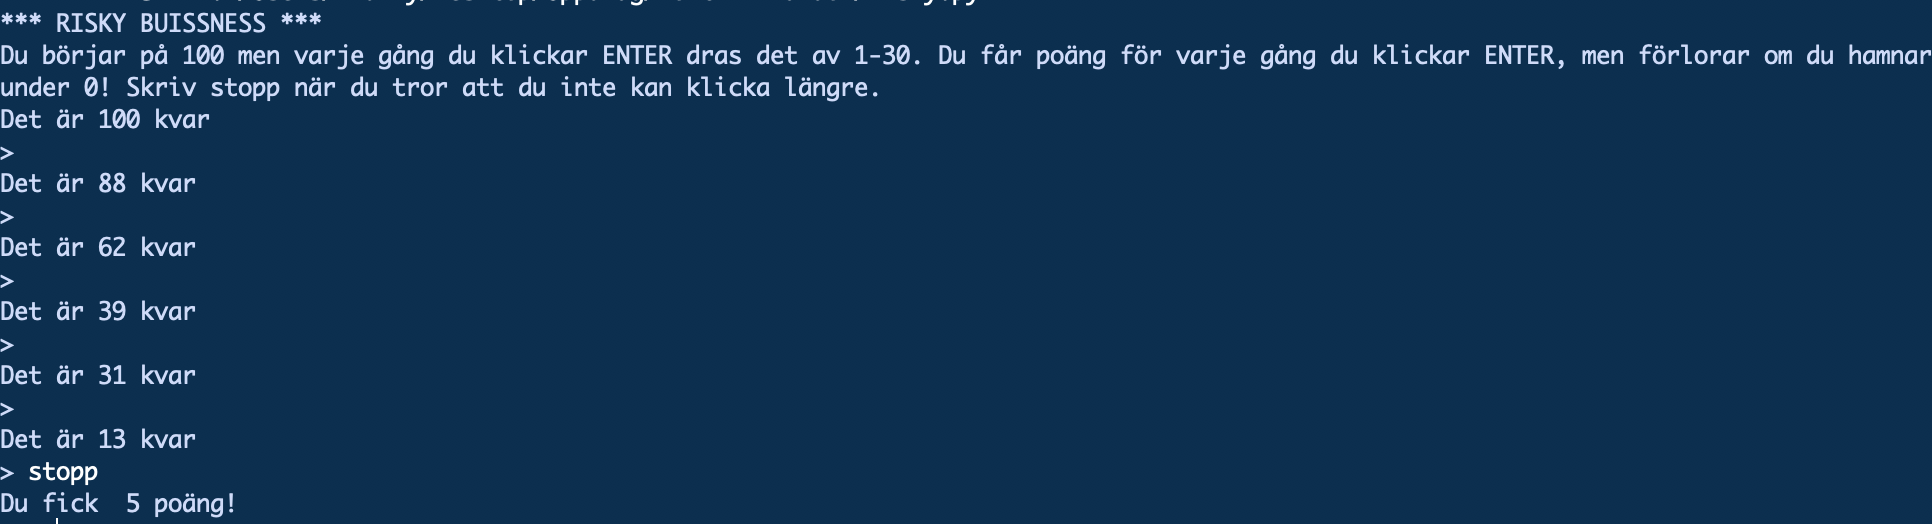 *** RISKY BUISSNESS ***
Du börjar på 100 men varje gång du klickar ENTER dras det av 1-30. Du får poäng för varje gång du klickar ENTER, men förlorar om du hamnar
under 0! Skriv stopp när du tror att du inte kan klicka längre.
Det är 100 kvar
>
Det är 88 kvar
>
Det är 62 kvar
>
Det är 39 kvar
>
Det är 31 kvar
>
Det är 13 kvar
> stopp
Du fick  5 poäng!